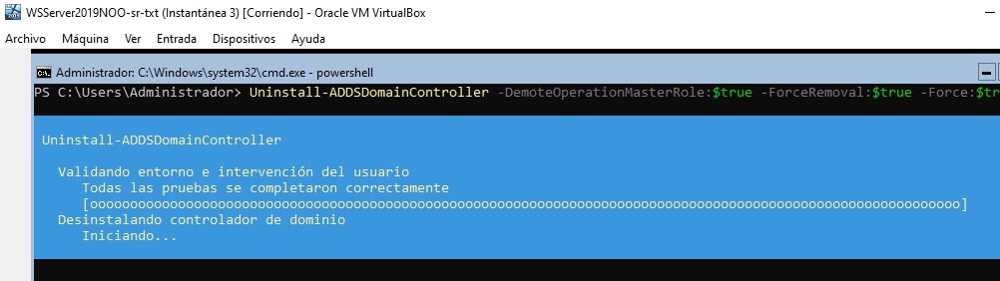 WSServer2019NOO-sr-txt (Instantánea 3) [Corriendo] - Oracle VM VirtualBox
Archivo Máquina Ver Entrada Dispositivos Ayuda
Administrador: C:\Windows\system32\cmd.exe - powershell
PS C:\Users\Administrador> Uninstall-ADDSDomainController -DemoteOperationMasterRole:$true -ForceRemoval:$true -Force:$tr
Uninstall-ADDSDomainController
Validando entorno e intervención del usuario
Todas las pruebas se completaron correctamente
[ooooooooooooooooooooooooooooooooooooooooooooooooooooooooooooooooooooooooooooooooooooooooooooooooooooooooooooo]
Desinstalando controlador de dominio
Iniciando...